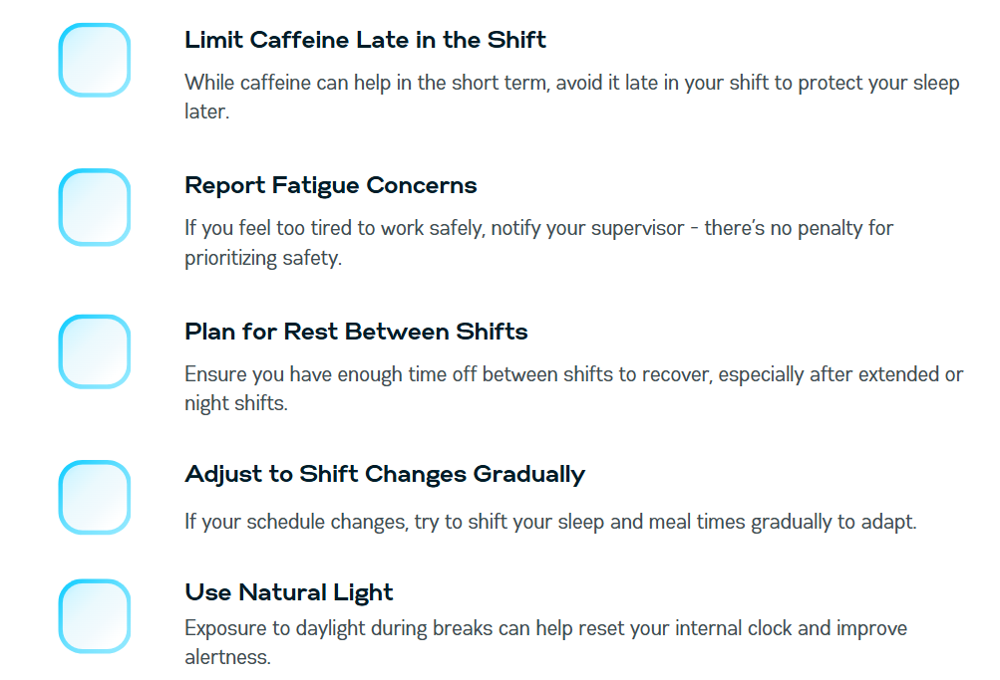 Limit Caffeine Late in the Shift
While caffeine can help in the short term, avoid it late in your shift to protect your sleep
later.
Report Fatigue Concerns
If you feel too tired to work safely, notify your supervisor - there’s no penalty for
prioritizing safety.
Plan for Rest Between Shifts
Ensure you have enough time off between shifts to recover, especially after extended or
night shifts.
Adjust to Shift Changes Gradually
If your schedule changes, try to shift your sleep and meal times gradually to adapt.
Use Natural Light
Exposure to daylight during breaks can help reset your internal clock and improve
alertness.